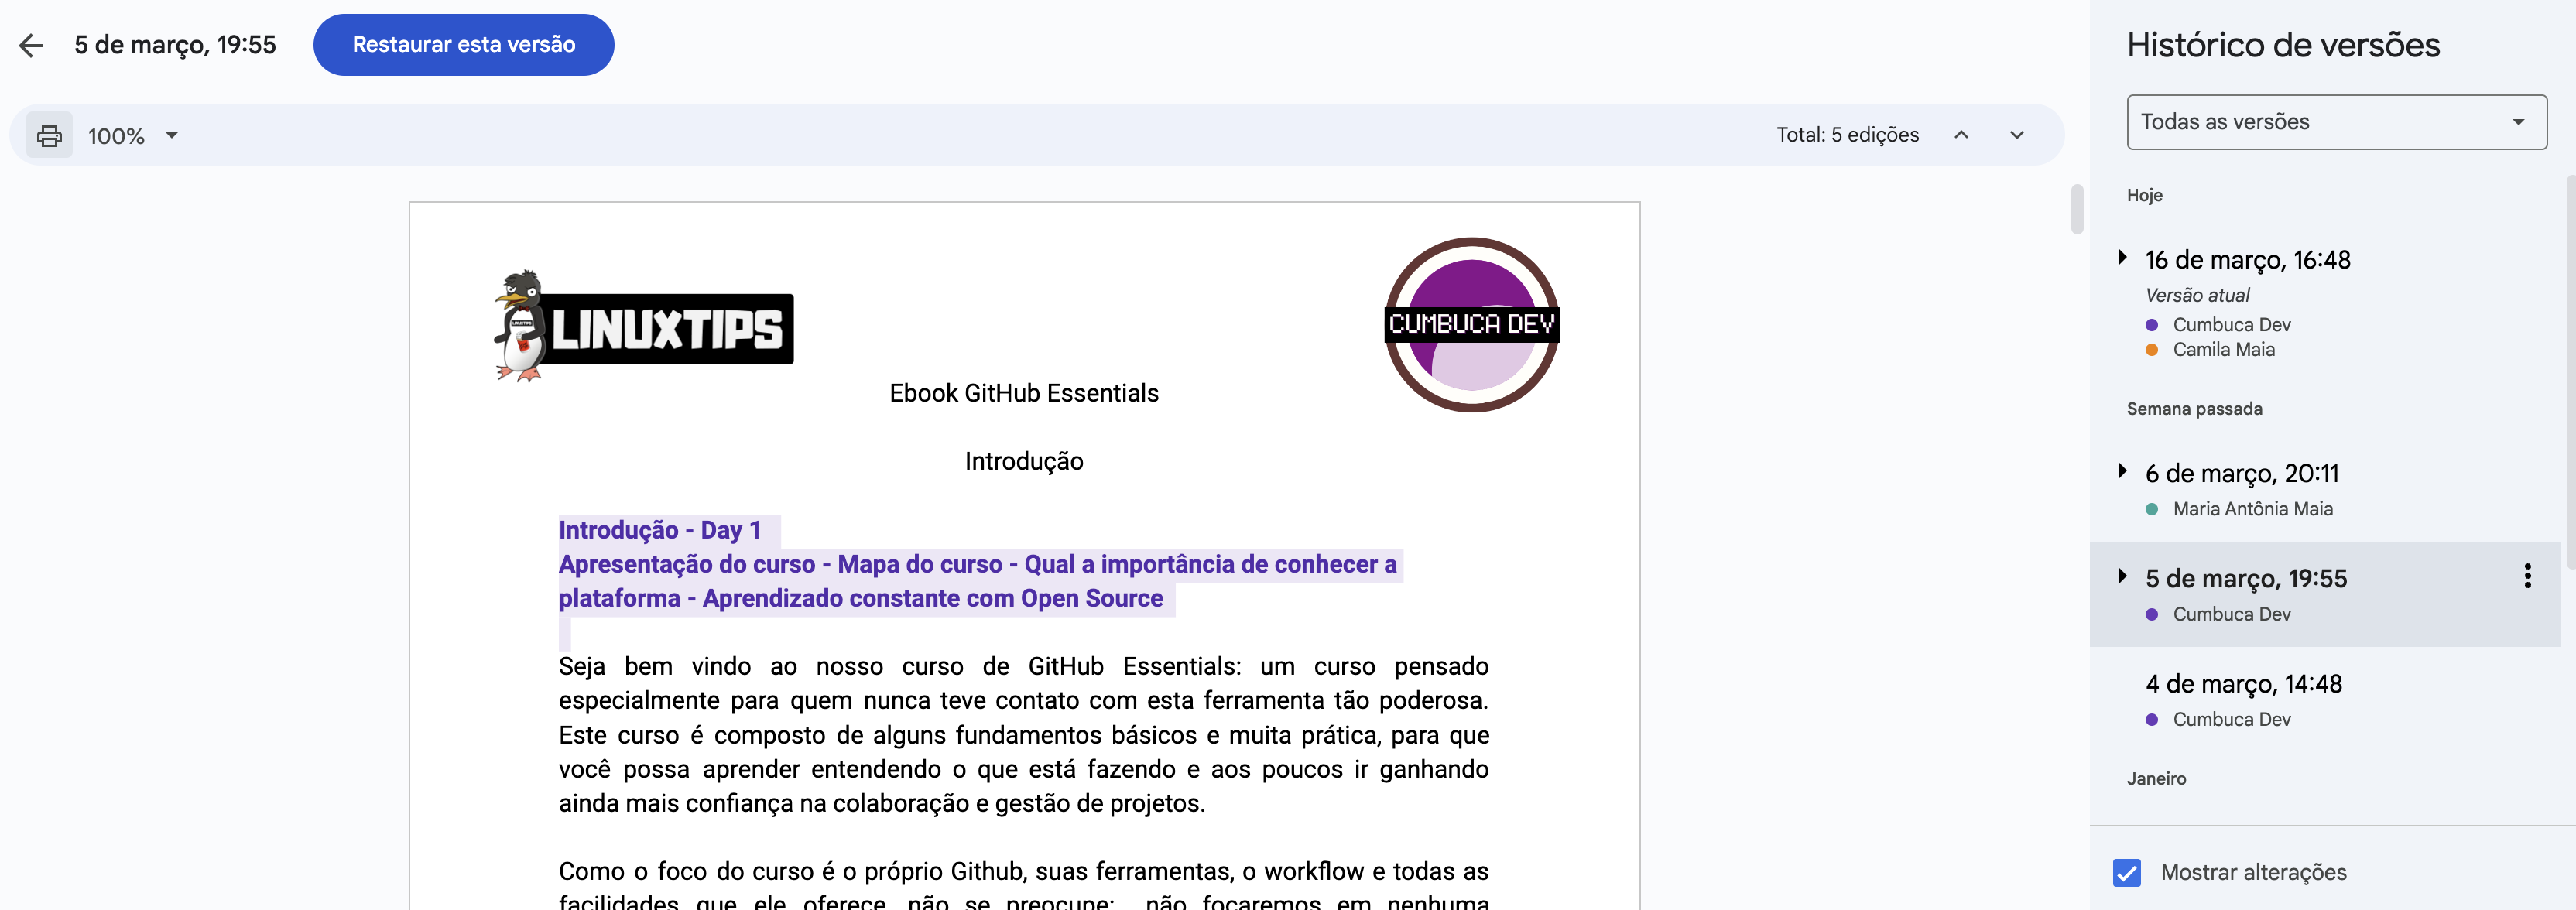 5 de março, 19:55
Restaurar esta versão
100%
Total: 5 edições
LINUXTIPS
CUMBUCA DEV
Ebook GitHub Essentials
Introdução
Introdução - Day 1
Apresentação do curso - Mapa do curso - Qual a importância de conhecer a
plataforma - Aprendizado constante com Open Source
Seja bem vindo ao nosso curso de GitHub Essentials: um curso pensado
especialmente para quem nunca teve contato com esta ferramenta tão poderosa.
Este curso é composto de alguns fundamentos básicos e muita prática, para que
você possa aprender entendendo o que está fazendo e aos poucos ir ganhando
ainda mais confiança na colaboração e gestão de projetos.
Como o foco do curso é o próprio Github, suas ferramentas, o workflow e todas as
facilidades que ele oferece, não se preocupe: não focaremos em nenhuma
Histórico de versões
Todas as versões
Hoje
16 de março, 16:48
Versão atual
Cumbuca Dev
Camila Maia
Semana passada
6 de março, 20:11
Maria Antônia Maia
5 de março, 19:55
Cumbuca Dev
4 de março, 14:48
Cumbuca Dev
Janeiro
Mostrar alterações